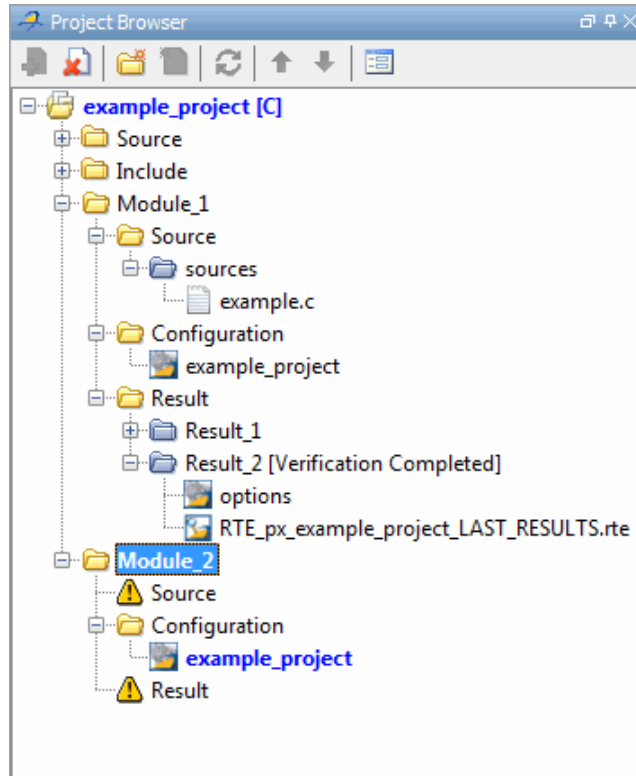 Project Browser
example_project [C]
Source
Include
Module_1
Source
sources
example.c
Configuration
example_project
Result
Result_1
Result_2 [Verification Completed]
options
RTE_px_example_project_LAST_RESULTS.rte
Module_2
Source
Configuration
example_project
Result